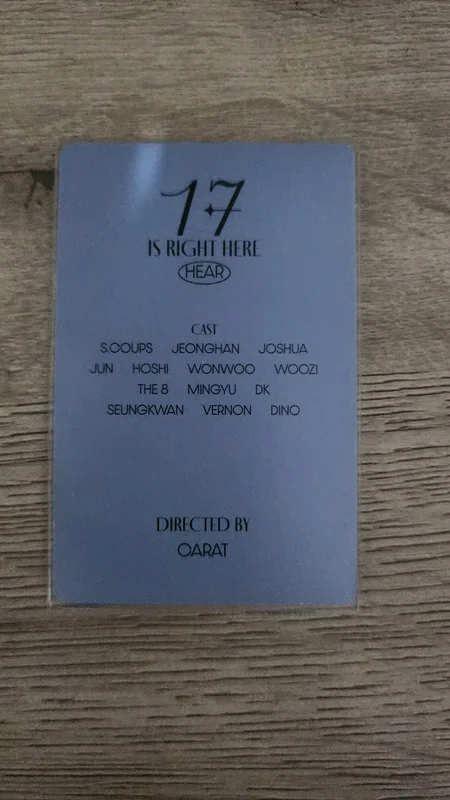 17
IS RIGHT HERE
HEAR
CAST
S.COUPS JEONGHAN JOSHUA
JUN HOSHI WONWOO WOOZI
THE 8 MINGYU DK
SEUNGKWAN VERNON DINO
DIRECTED BY
CARAT